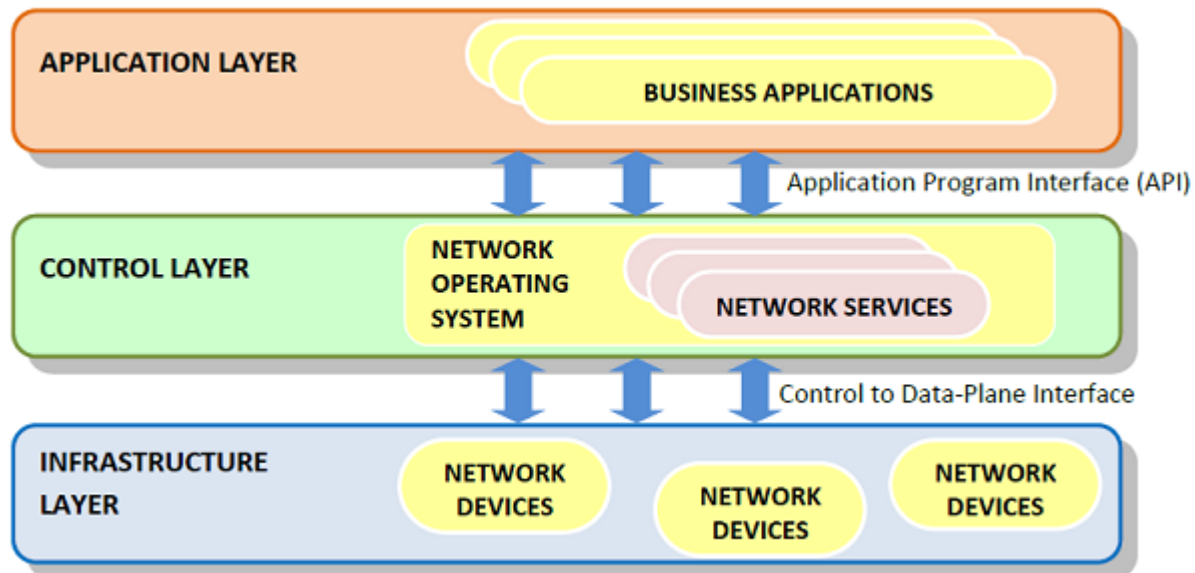 APPLICATION LAYER
BUSINESS APPLICATIONS
Application Program Interface (API)
CONTROL LAYER
NETWORK
OPERATING
SYSTEM
NETWORK SERVICES
Control to Data-Plane Interface
INFRASTRUCTURE
LAYER
NETWORK
DEVICES
NETWORK
DEVICES
NETWORK
DEVICES